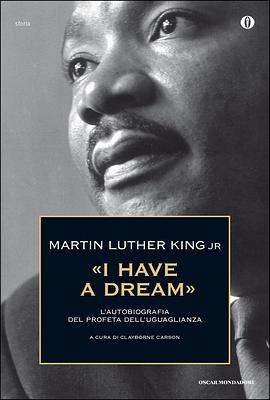 storia
MARTIN LUTHER KING JR
«I HAVE
A DREAM»
L'AUTOBIOGRAFIA
DEL PROFETA DELL'UGUAGLIANZA
A CURA DI CLAYBORNE CARSON
OSCAR MONDADORI